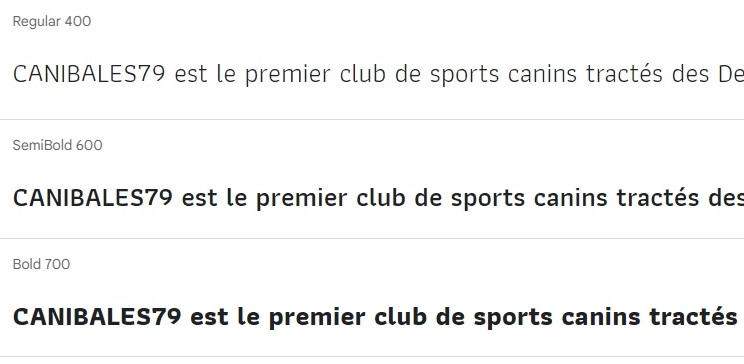 Regular 400
CANIBALES79 est le premier club de sports canins tractés des De
SemiBold 600
CANIBALES79 est le premier club de sports canins tractés des
Bold 700
CANIBALES79 est le premier club de sports canins tractés